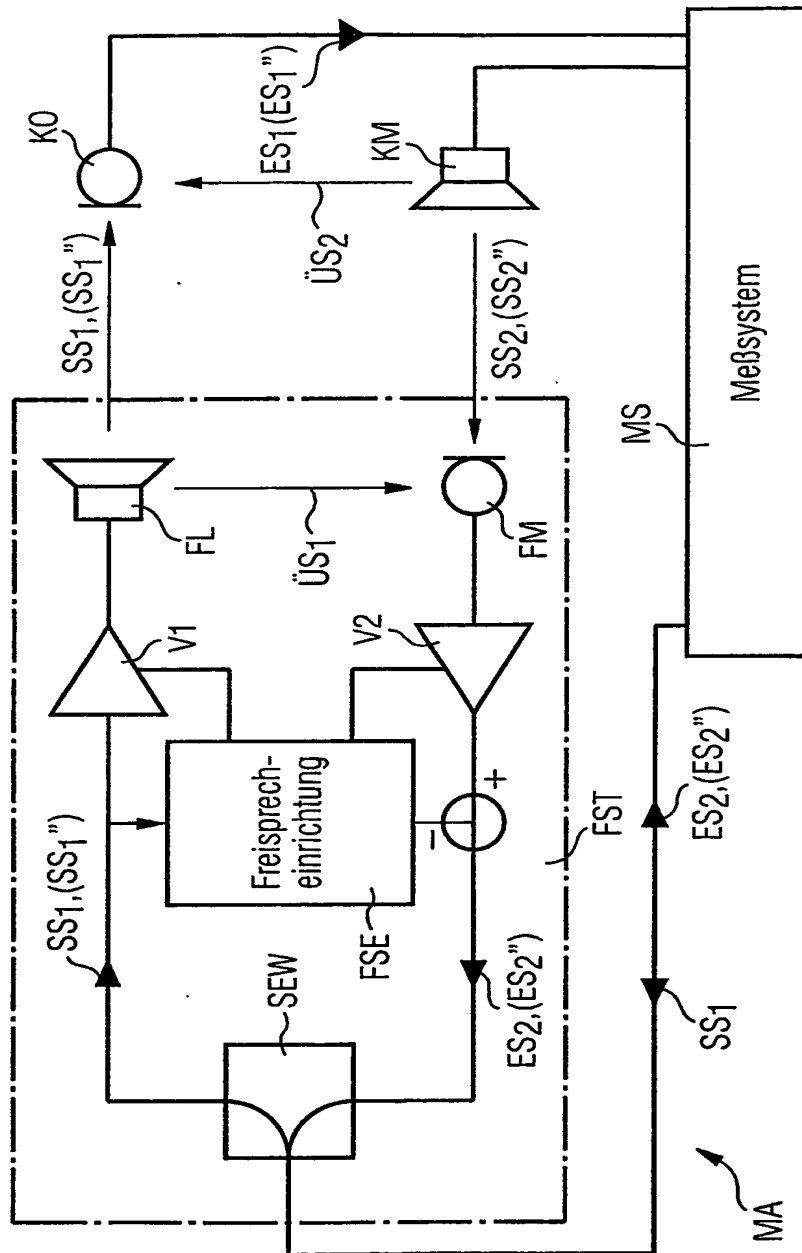 KO
ES1(ES1")
SS1,(SS1")
ÜS2
KM
SS2,(SS2")
FL
ÜS1
FM
V1
V2
MS
Meßsystem
SS1,(SS1")
Freisprech-
einrichtung
FSE
+
−
FST
SEW
ES2,(ES2")
ES2,(ES2")
SS1
MA